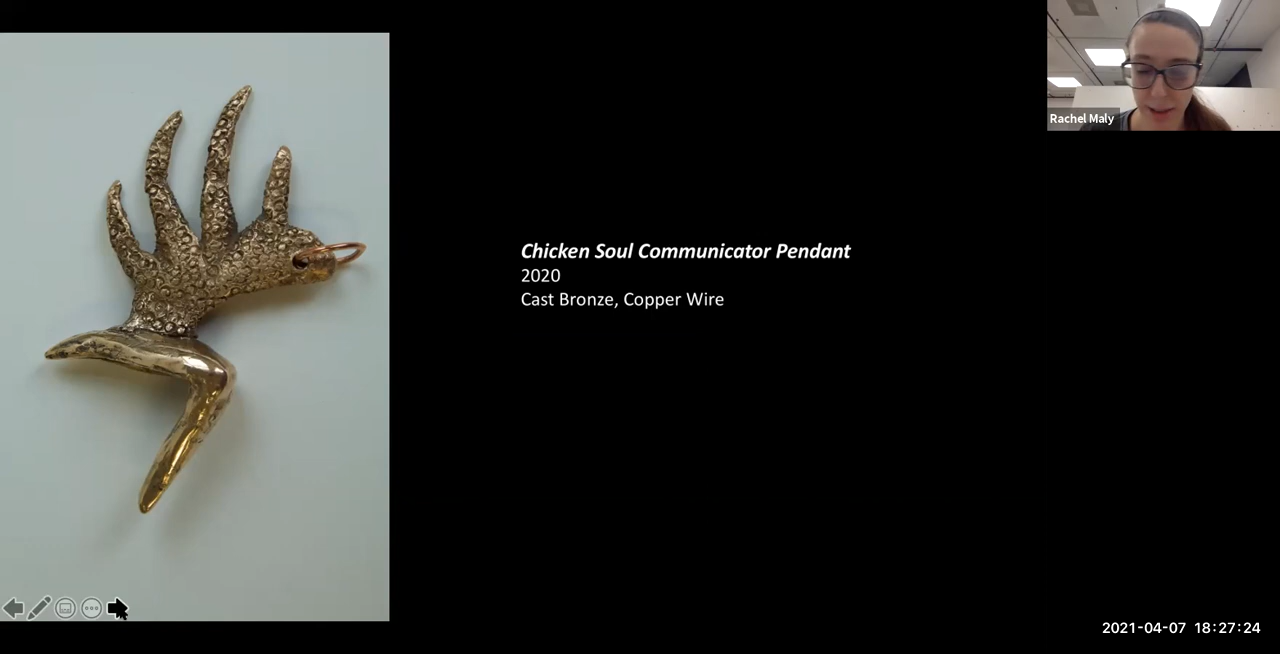 Rachel Maly
Chicken Soul Communicator Pendant
2020
Cast Bronze, Copper Wire
2021-04-07 18:27:24